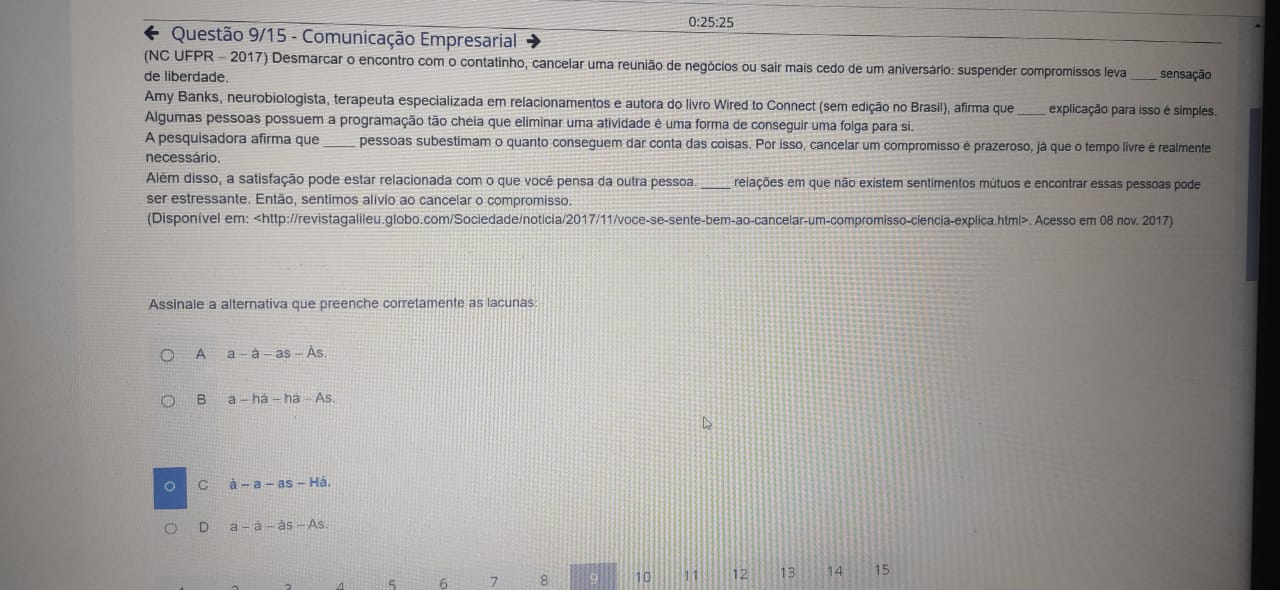 0:25:25
← Questão 9/15 - Comunicação Empresarial →
(NC UFPR – 2017) Desmarcar o encontro com o contatinho, cancelar uma reunião de negócios ou sair mais cedo de um aniversário: suspender compromissos leva ____ sensação
de liberdade.
Amy Banks, neurobiologista, terapeuta especializada em relacionamentos e autora do livro Wired to Connect (sem edição no Brasil), afirma que ____ explicação para isso é simples.
Algumas pessoas possuem a programação tão cheia que eliminar uma atividade é uma forma de conseguir uma folga para si.
A pesquisadora afirma que ____ pessoas subestimam o quanto conseguem dar conta das coisas. Por isso, cancelar um compromisso é prazeroso, já que o tempo livre é realmente
necessário.
Além disso, a satisfação pode estar relacionada com o que você pensa da outra pessoa. ____ relações em que não existem sentimentos mútuos e encontrar essas pessoas pode
ser estressante. Então, sentimos alívio ao cancelar o compromisso.
(Disponível em: <http://revistagalileu.globo.com/Sociedade/noticia/2017/11/voce-se-sente-bem-ao-cancelar-um-compromisso-ciencia-explica.html>. Acesso em 08 nov. 2017)
Assinale a alternativa que preenche corretamente as lacunas:
A a – à – as – Às.
B a – há – há – As.
C à – a – as – Há.
D a – à – às – As.
4 5 6 7 8 9 10 11 12 13 14 15